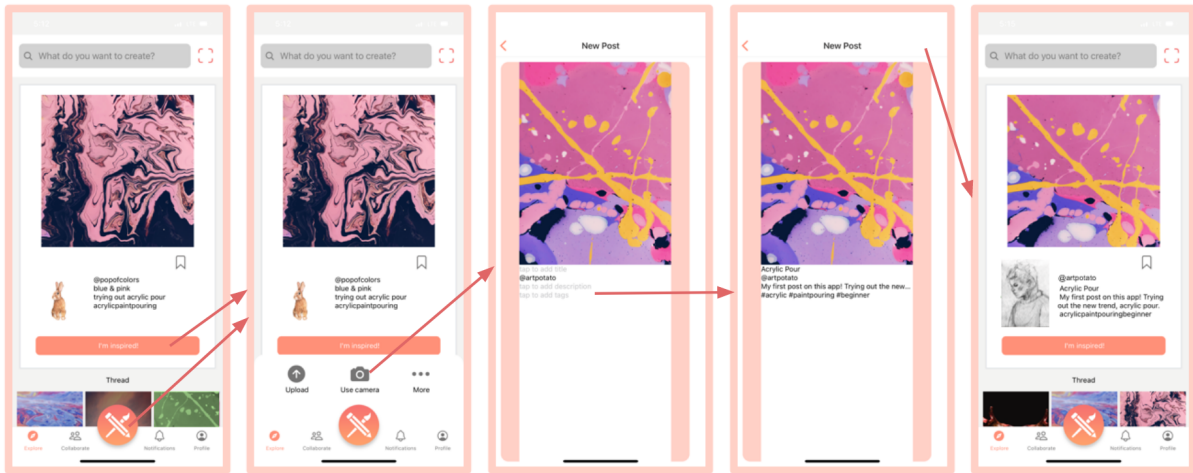 What do you want to create?
@popofcolors
blue & pink
trying out acrylic pour
acrylicpaintpouring
I'm inspired!
Thread
Explore
Collaborate
Notifications
Profile
What do you want to create?
@popofcolors
blue & pink
trying out acrylic pour
acrylicpaintpouring
I'm inspired!
Upload
Use camera
More
Explore
Collaborate
Notifications
Profile
New Post
tap to add title
@artpotato
tap to add description
tap to add tags
New Post
Acrylic Pour
@artpotato
My first post on this app! Trying out the new...
#acrylic #paintpouring #beginner
What do you want to create?
@artpotato
Acrylic Pour
My first post on this app! Trying
out the new trend, acrylic pour.
acrylicpaintpouringbeginner
I'm inspired!
Thread
Explore
Collaborate
Notifications
Profile